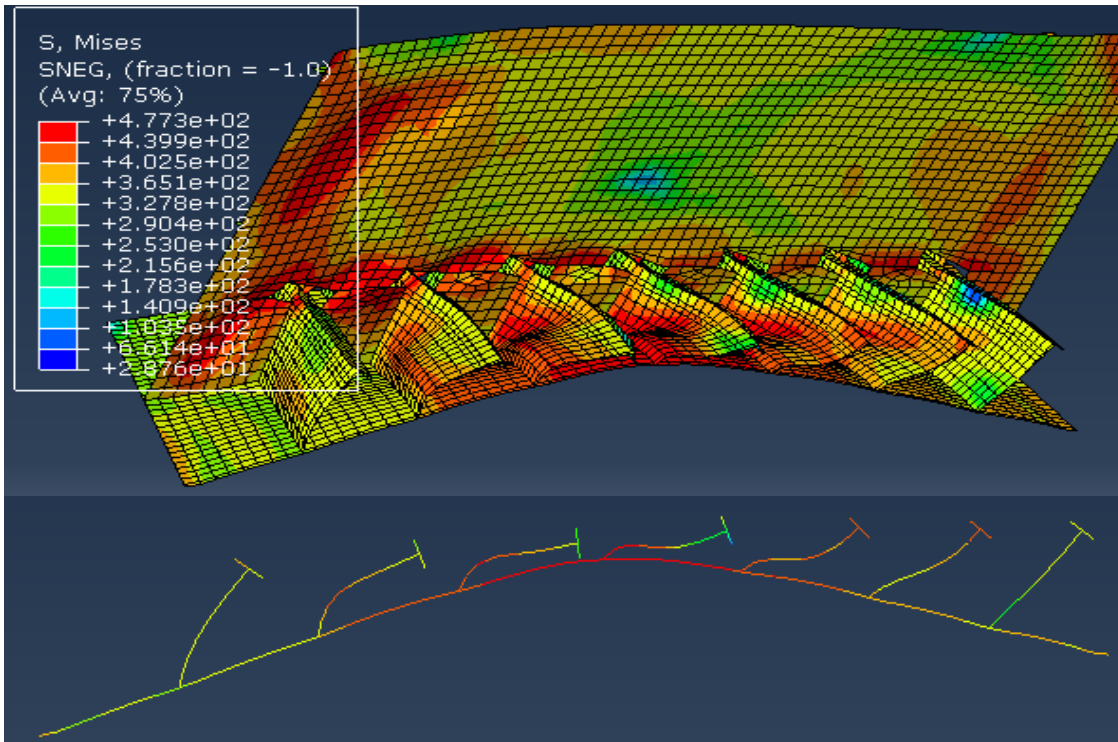 S, Mises
SNEG, (fraction = -1.0)
(Avg: 75%)
+4.773e+02
+4.399e+02
+4.025e+02
+3.651e+02
+3.278e+02
+2.904e+02
+2.530e+02
+2.156e+02
+1.783e+02
+1.409e+02
+1.035e+02
+6.614e+01
+2.876e+01